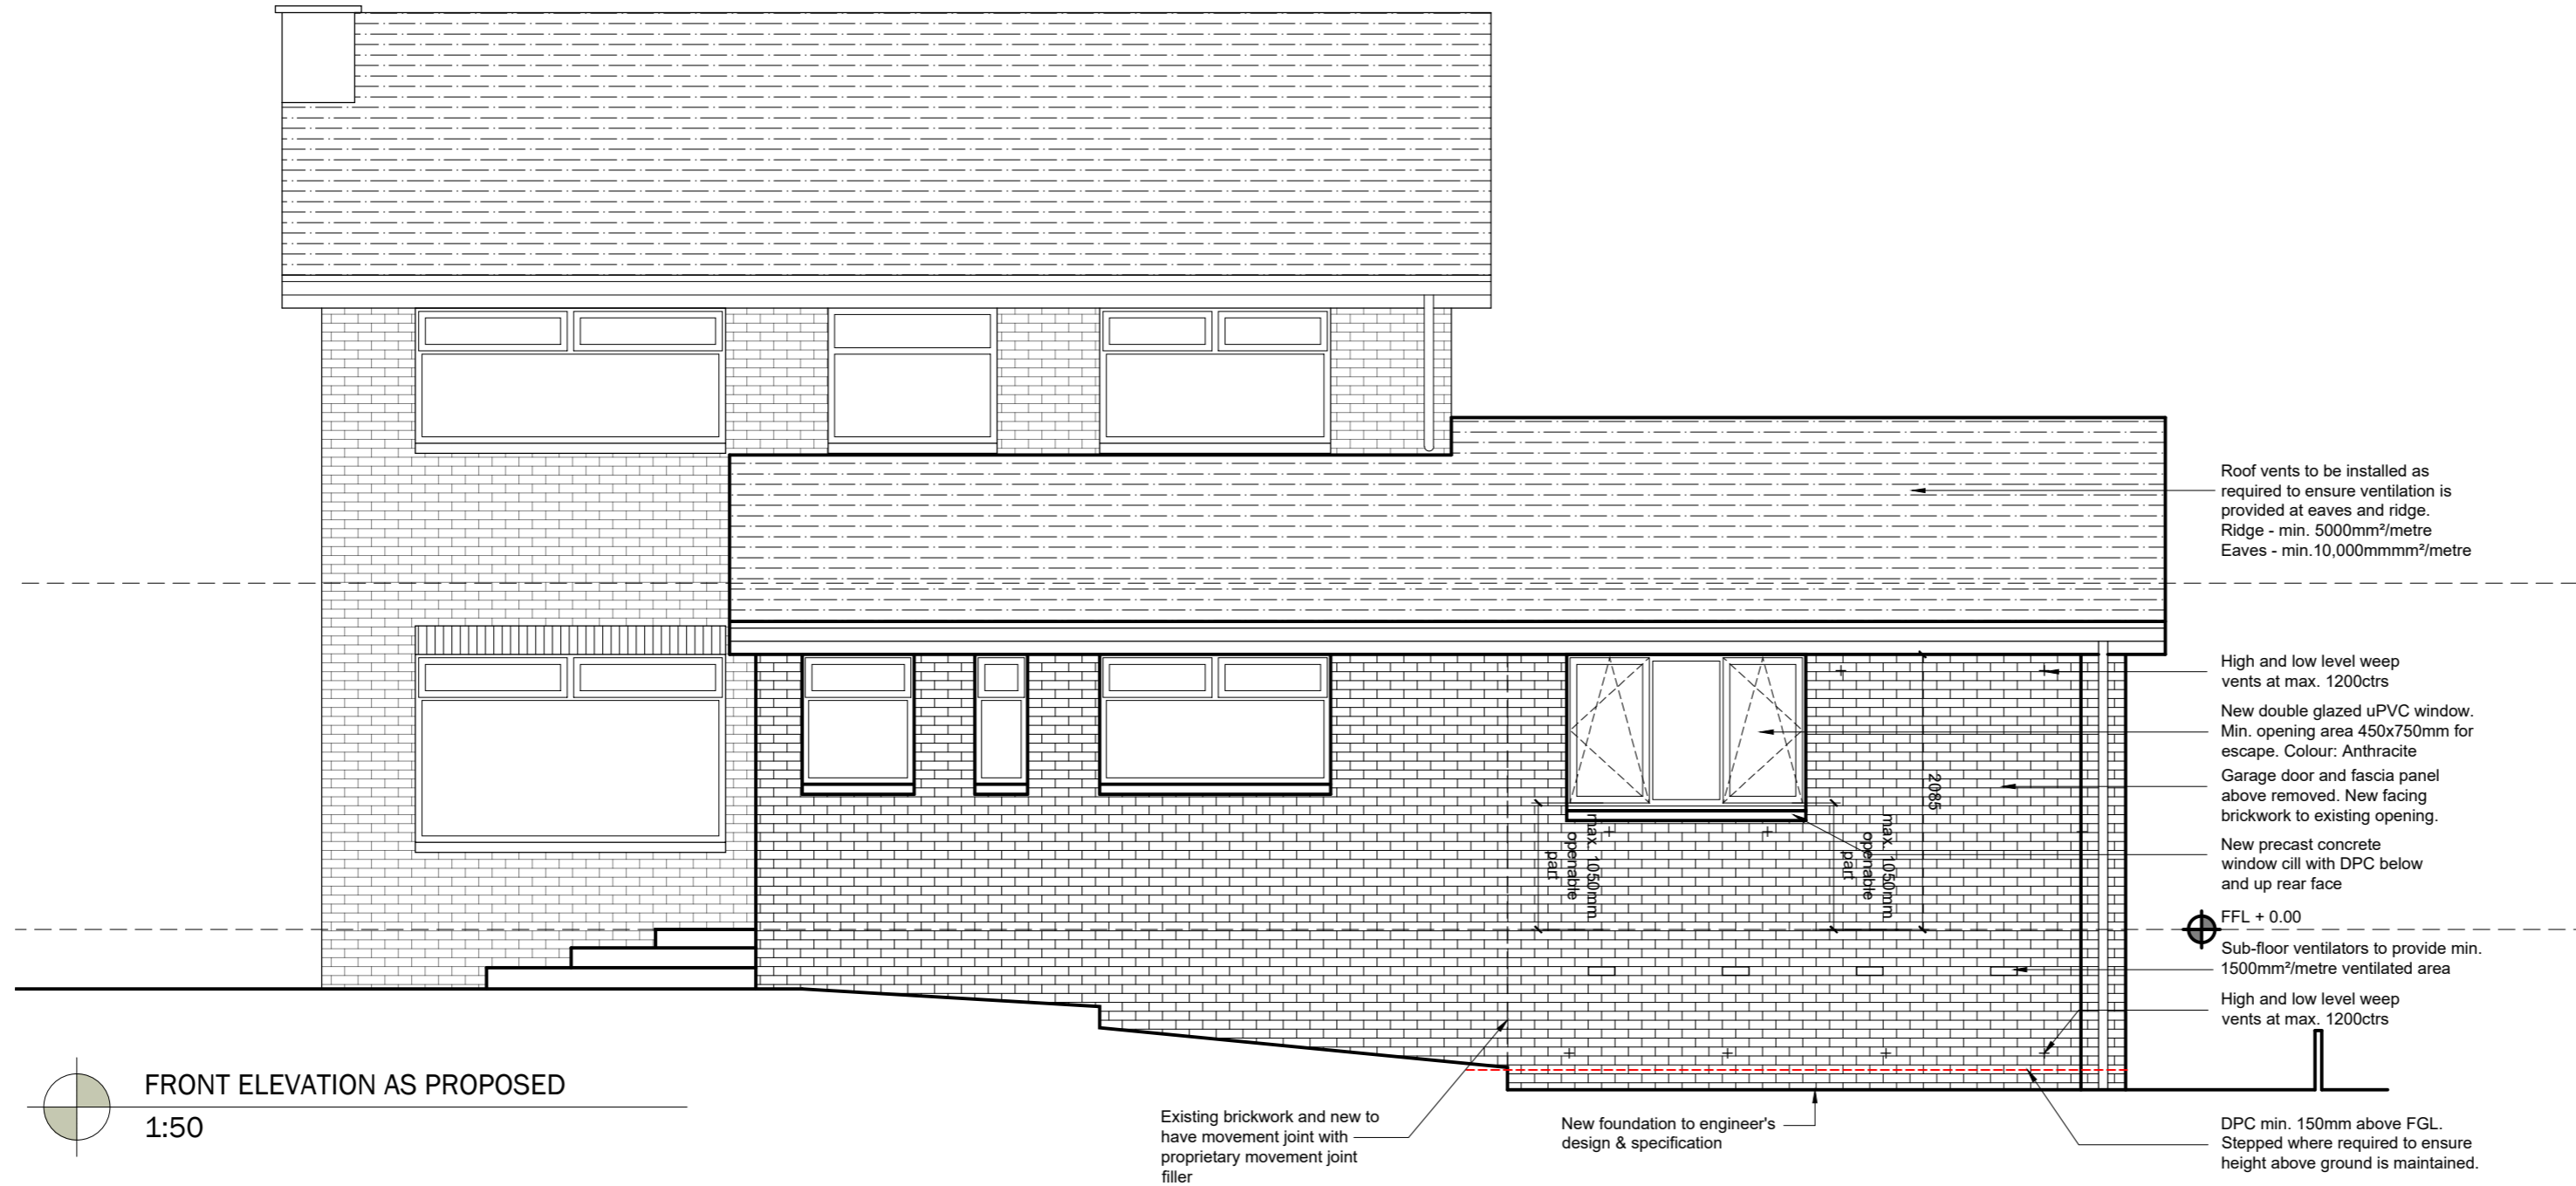 Roof vents to be installed as
required to ensure ventilation is
provided at eaves and ridge.
Ridge - min. 5000mm²/metre
Eaves - min.10,000mmmm²/metre
High and low level weep
vents at max. 1200ctrs
New double glazed uPVC window.
Min. opening area 450x750mm for
escape. Colour: Anthracite
Garage door and fascia panel
above removed. New facing
brickwork to existing opening.
New precast concrete
window cill with DPC below
and up rear face
FFL + 0.00
Sub-floor ventilators to provide min.
1500mm²/metre ventilated area
High and low level weep
vents at max. 1200ctrs
DPC min. 150mm above FGL.
Stepped where required to ensure
height above ground is maintained.
2085
max. 1050mm
openable
part
max. 1050mm
openable
part
Existing brickwork and new to
have movement joint with
proprietary movement joint
filler
New foundation to engineer's
design & specification
FRONT ELEVATION AS PROPOSED
1:50